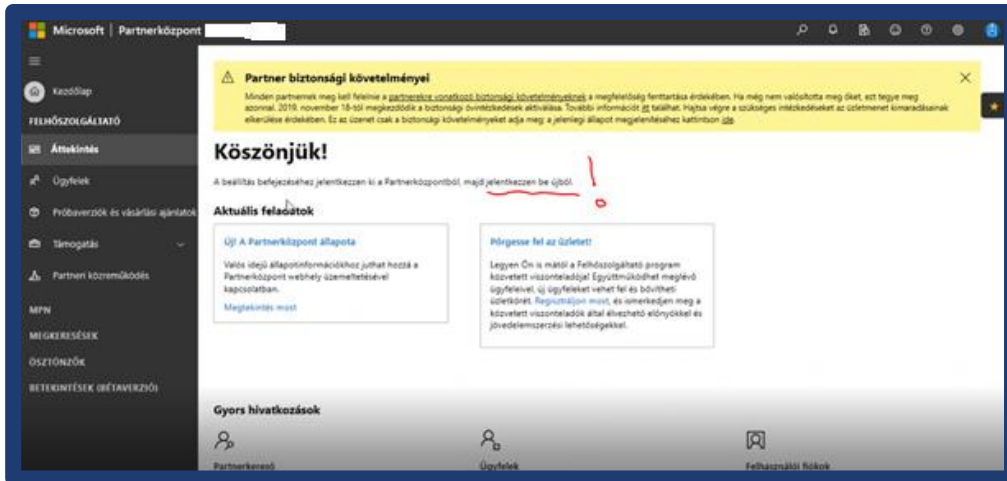 Microsoft | Partnerközpont
Kezdőlap
FELHŐSZOLGÁLTATÓ
Áttekintés
Ügyfelek
Próbaverziók és vásárlási ajánlatok
Támogatás
Partneri közreműködés
MPN
MEGKERESÉSEK
ÖSZTÖNZŐK
BETEKINTÉSEK (BÉTAVERZIÓ)
Partner biztonsági követelményei
Minden partnernek meg kell felelnie a partnerekre vonatkozó biztonsági követelményeknek a megfelelőség fenntartása érdekében. Ha még nem valósította meg őket, ezt tegye meg
azonnal. 2019. november 18-tól megkezdődik a biztonsági óvintézkedések aktiválása. További információt itt találhat. Hajtsa végre a szükséges intézkedéseket az üzletmenet kimaradásainak
elkerülése érdekében. Ez az üzenet csak a biztonsági követelményeket adja meg; a jelenlegi állapot megjelenítéséhez kattintson ide.
Köszönjük!
A beállítás befejezéséhez jelentkezzen ki a Partnerközpontból, majd jelentkezzen be újból.
!
Aktuális feladatok
Új! A Partnerközpont állapota
Valós idejű állapotinformációkhoz juthat hozzá a
Partnerközpont webhely üzemeltetésével
kapcsolatban.
Megtekintés most
Pörgesse fel az üzletet!
Legyen Ön is mától a Felhőszolgáltató program
közvetett viszonteladója! Együttműködhet meglévő
ügyfeleivel, új ügyfeleket vehet fel és bővítheti
üzletkörét. Regisztráljon most, és ismerkedjen meg a
közvetett viszonteladók által élvezhető előnyökkel és
jövedelemszerzési lehetőségekkel.
Gyors hivatkozások
Partnerkereső
Ügyfelek
Felhasználói fiókok